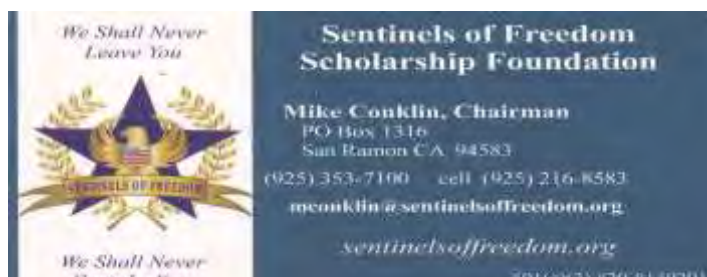 We Shall Never
Leave You
SENTINELS OF FREEDOM
We Shall Never
Sentinels of Freedom
Scholarship Foundation
Mike Conklin, Chairman
PO Box 1316
San Ramon CA 94583
(925) 353-7100 cell (925) 216-8583
mconklin@sentinelsoffreedom.org
sentinelsoffreedom.org